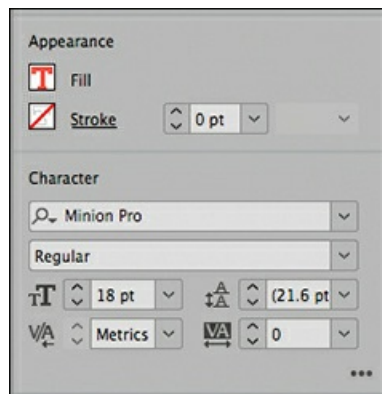 Appearance
Fill
Stroke 0 pt
Character
Minion Pro
Regular
18 pt (21.6 pt
Metrics 0